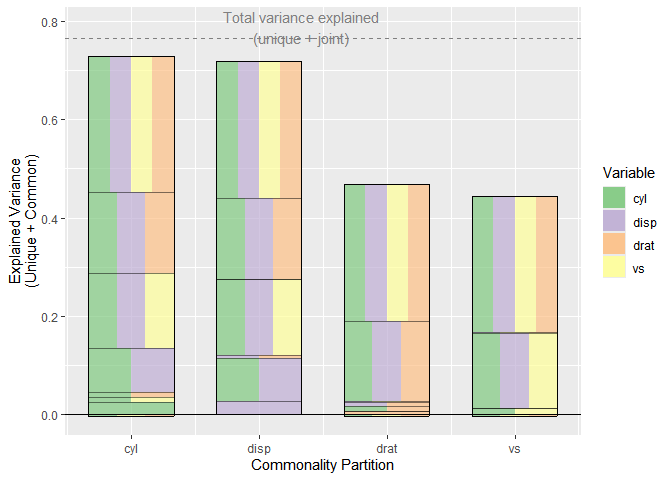 Total variance explained
(unique + joint)
0.8
0.6
0.4
0.2
0.0
Explained Variance
(Unique + Common)
cyl
disp
drat
vs
Commonality Partition
Variable
cyl
disp
drat
vs